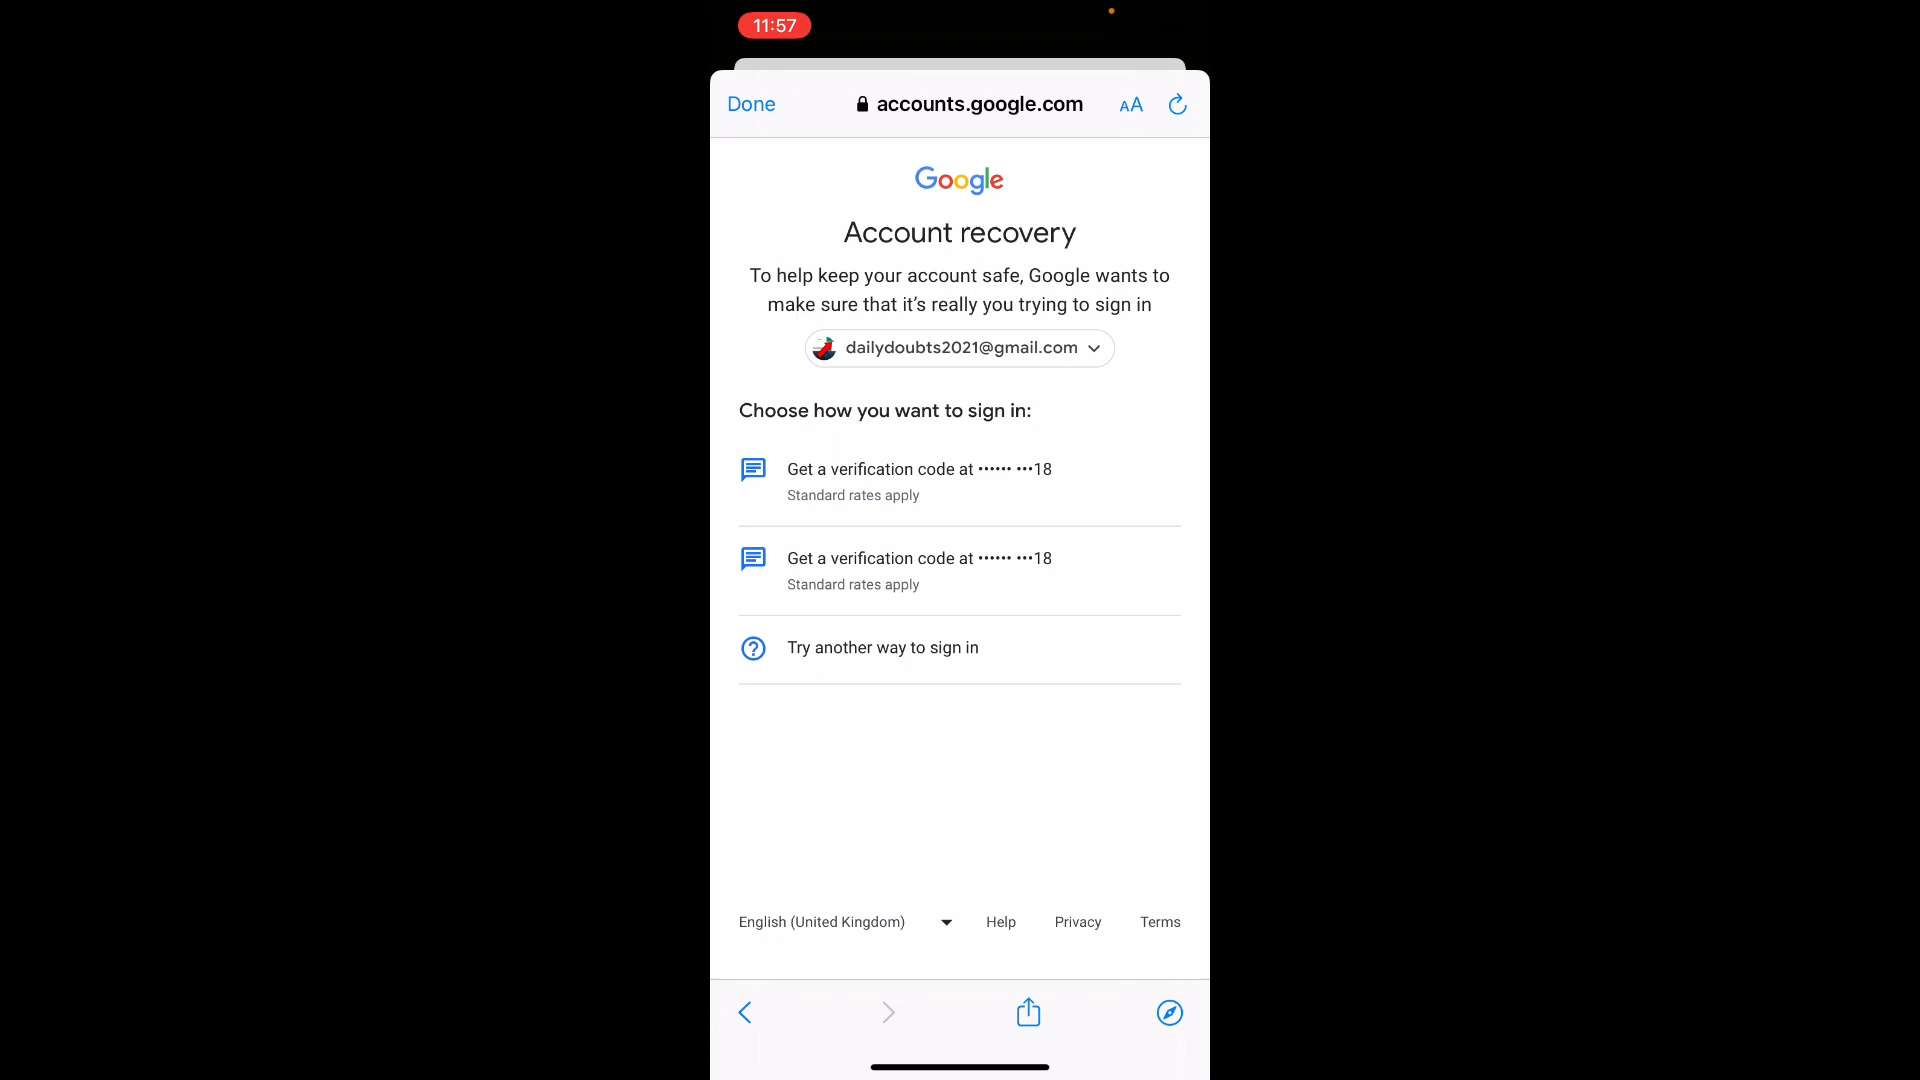 11:57
Done
accounts.google.com
AA
Google
Account recovery
To help keep your account safe, Google wants to
make sure that it’s really you trying to sign in
dailydoubts2021@gmail.com
Choose how you want to sign in:
Get a verification code at •••••• •••18
Standard rates apply
Get a verification code at •••••• •••18
Standard rates apply
Try another way to sign in
English (United Kingdom)
Help
Privacy
Terms